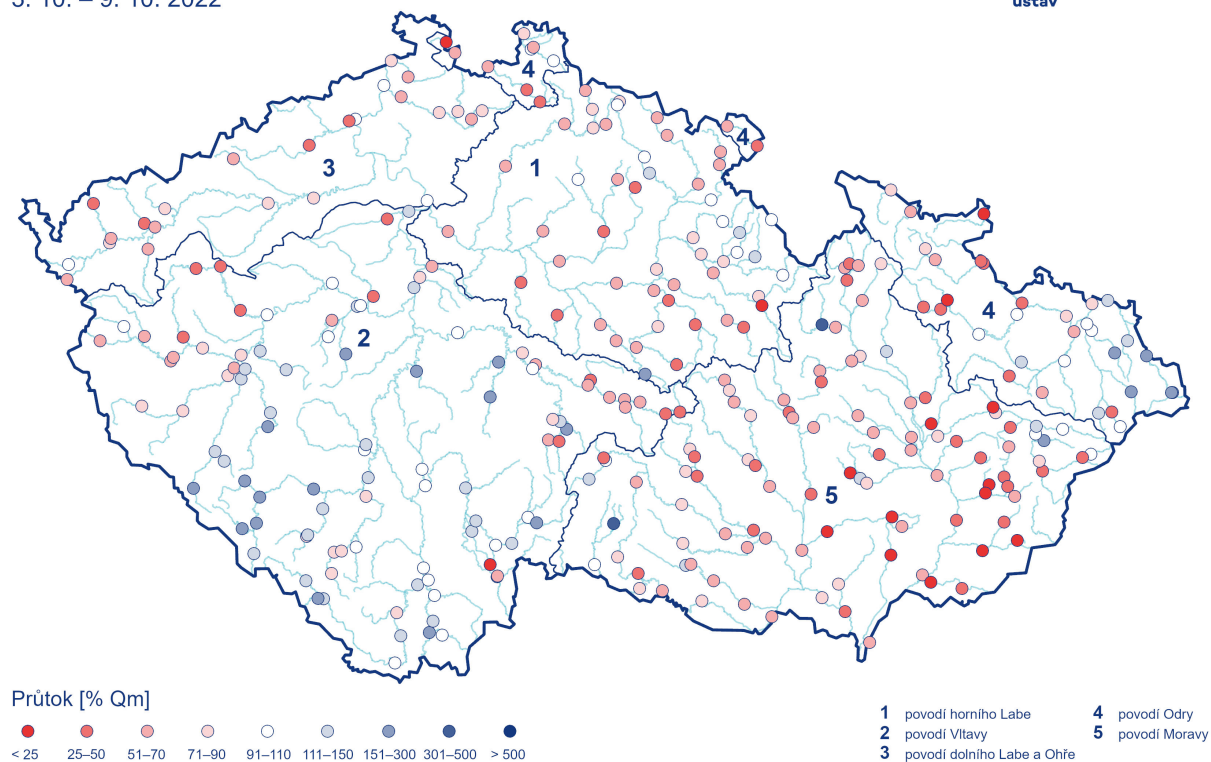 3. 10. – 9. 10. 2022
ústav
4
4
3
1
4
2
5
Průtok [% Qm]
< 25 25–50 51–70 71–90 91–110 111–150 151–300 301–500 > 500
1 povodí horního Labe
2 povodí Vltavy
3 povodí dolního Labe a Ohře
4 povodí Odry
5 povodí Moravy